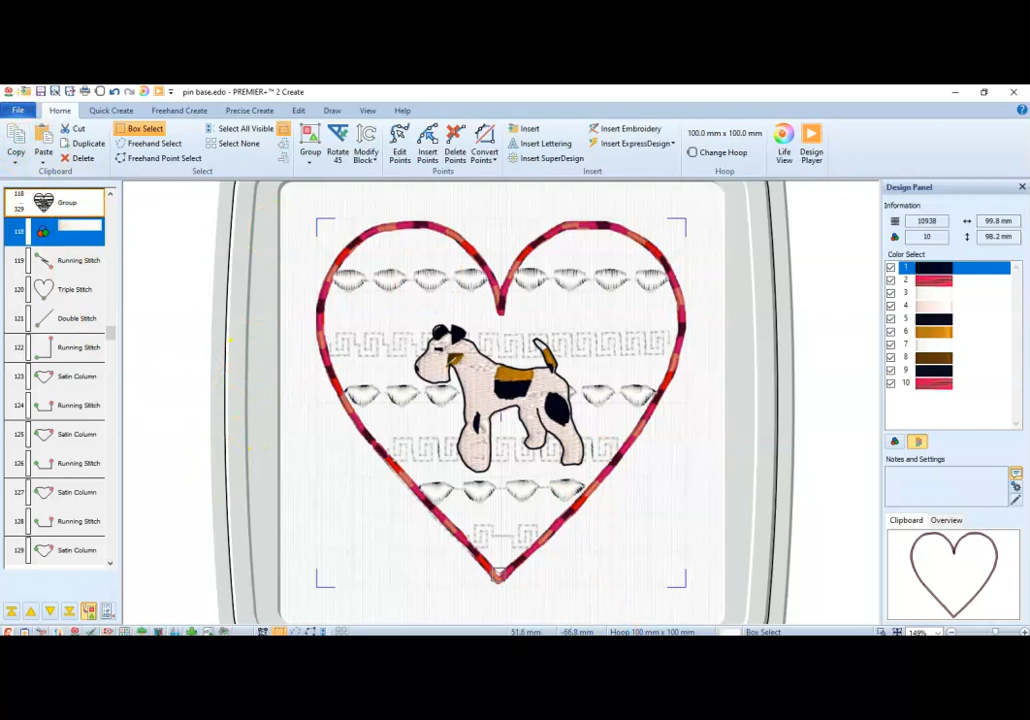 pin base.edo - PREMIER+™ 2 Create
File Home Quick Create Freehand Create Precise Create Edit Draw View Help
Copy
Paste
Cut
Duplicate
Delete
Clipboard
Box Select
Freehand Select
Freehand Point Select
Select All Visible
Select None
Select
Group
Rotate 45
Modify Block
Edit Points
Insert Points
Delete Points
Convert Points
Points
Insert
Insert Lettering
Insert SuperDesign
Insert Embroidery
Insert ExpressDesign
Insert
100.0 mm x 100.0 mm
Change Hoop
Hoop
Life View
Design Player
118
329
Group
118
119 Running Stitch
120 Triple Stitch
121 Double Stitch
122 Running Stitch
123 Satin Column
124 Running Stitch
125 Satin Column
126 Running Stitch
127 Satin Column
128 Running Stitch
129 Satin Column
Design Panel
Information
10938 99.8 mm
10 98.2 mm
Color Select
1
2
3
4
5
6
7
8
9
10
Notes and Settings
Clipboard Overview
51.6 mm -66.8 mm Hoop 100 mm x 100 mm Box Select 149%